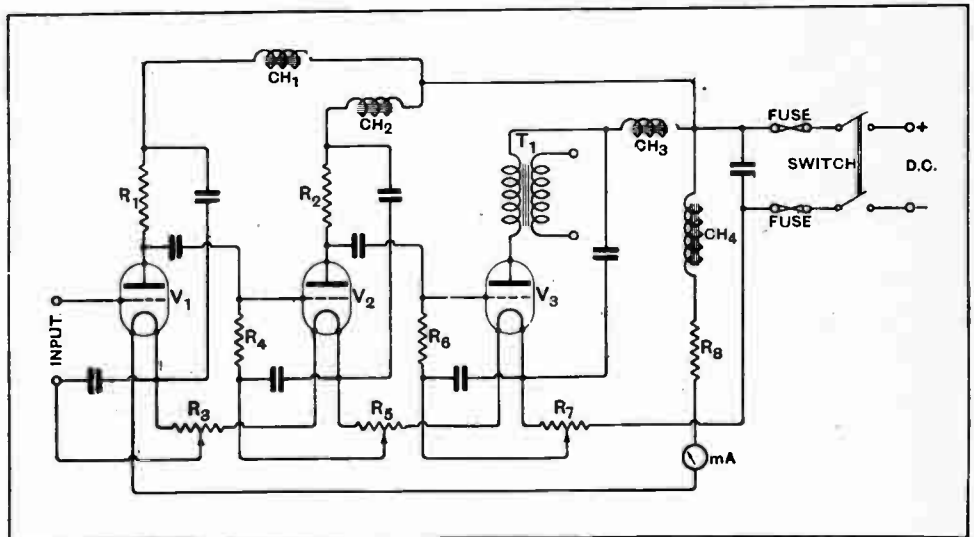 CH1
CH2
FUSE
T1
CH3
+
SWITCH
D.C.
R1
R2
FUSE
−
CH4
V1
V2
V3
INPUT
R4
R6
R8
R3
R5
R7
mA